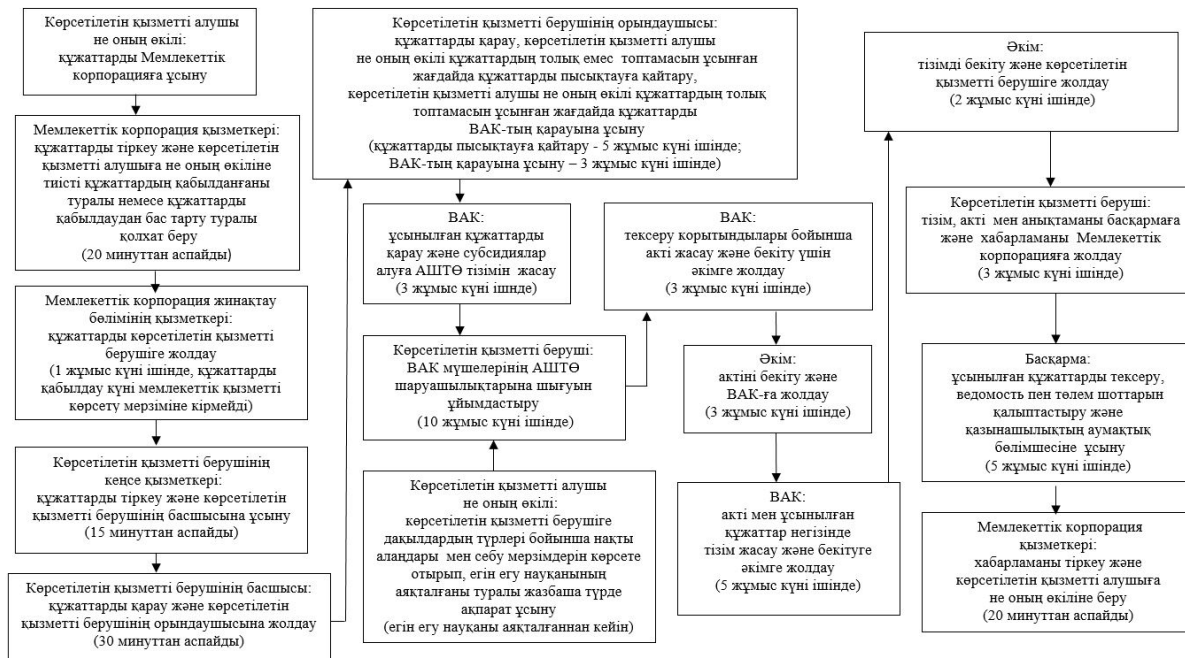 Көрсетілетін қызметті алушы
не оның өкілі:
құжаттарды Мемлекеттік
корпорацияға ұсыну
Мемлекеттік корпорация қызметкері:
құжаттарды тіркеу және көрсетілетін
қызметті алушыға не оның өкіліне
тиісті құжаттардың қабылданғаны
туралы немесе құжаттарды
қабылдаудан бас тарту туралы
қолхат беру
(20 минуттан аспайды)
Мемлекеттік корпорация жинақтау
бөлімінің қызметкері:
құжаттарды көрсетілетін қызметті
берушіге жолдау
(1 жұмыс күні ішінде, құжаттарды
қабылдау күні мемлекеттік қызметті
көрсету мерзіміне кірмейді)
Көрсетілетін қызметті берушінің
кеңсе қызметкері:
құжаттарды тіркеу және көрсетілетін
қызметті берушінің басшысына ұсыну
(15 минуттан аспайды)
Көрсетілетін қызметті берушінің басшысы:
құжаттарды қарау және көрсетілетін
қызметті берушінің орындаушысына жолдау
(30 минуттан аспайды)
Көрсетілетін қызметті берушінің орындаушысы:
құжаттарды қарау, көрсетілетін қызметті алушы
не оның өкілі құжаттардың толық емес топтамасын ұсынған
жағдайда құжаттарды пысықтауға қайтару,
көрсетілетін қызметті алушы не оның өкілі құжаттардың толық
топтамасын ұсынған жағдайда құжаттарды
ВАК-тың қарауына ұсыну
(құжаттарды пысықтауға қайтару - 5 жұмыс күні ішінде;
ВАК-тың қарауына ұсыну – 3 жұмыс күні ішінде)
ВАК:
ұсынылған құжаттарды
қарау және субсидиялар
алуға АШТӨ тізімін жасау
(3 жұмыс күні ішнде)
Көрсетілетін қызметті беруші:
ВАК мүшелерінің АШТӨ
шаруашылықтарына шығуын
ұйымдастыру
(10 жұмыс күні ішінде)
Көрсетілетін қызметті алушы
не оның өкілі:
көрсетілетін қызметті берушіге
дақылдардың түрлері бойынша нақты
алаңдары мен себу мерзімдерін көрсете
отырып, егін егу науқанының
аяқталғаны туралы жазбаша түрде
ақпарат ұсыну
(егін егу науқаны аяқталғаннан кейін)
ВАК:
тексеру қорытындылары бойынша
акті жасау және бекіту үшін
әкімге жолдау
(3 жұмыс күні ішінде)
Әкім:
актіні бекіту және
ВАК-ға жолдау
(3 жұмыс күні ішінде)
ВАК:
акті мен ұсынылған
құжаттар негізінде
тізім жасау және бекітуге
әкімге жолдау
(5 жұмыс күні ішінде)
Әкім:
тізімді бекіту және көрсетілетін
қызметті берушіге жолдау
(2 жұмыс күні ішінде)
Көрсетілетін қызметті беруші:
тізім, акті мен анықтаманы басқармаға
және хабарламаны Мемлекеттік
корпорацияға жолдау
(3 жұмыс күні ішінде)
Басқарма:
ұсынылған құжаттарды тексеру,
ведомость пен төлем шоттарын
қалыптастыру және
қазынашылықтың аумақтық
бөлімшесіне ұсыну
(5 жұмыс күні ішінде)
Мемлекеттік корпорация
қызметкері:
хабарламаны тіркеу және
көрсетілетін қызметті алушыға
не оның өкіліне беру
(20 минуттан аспайды)